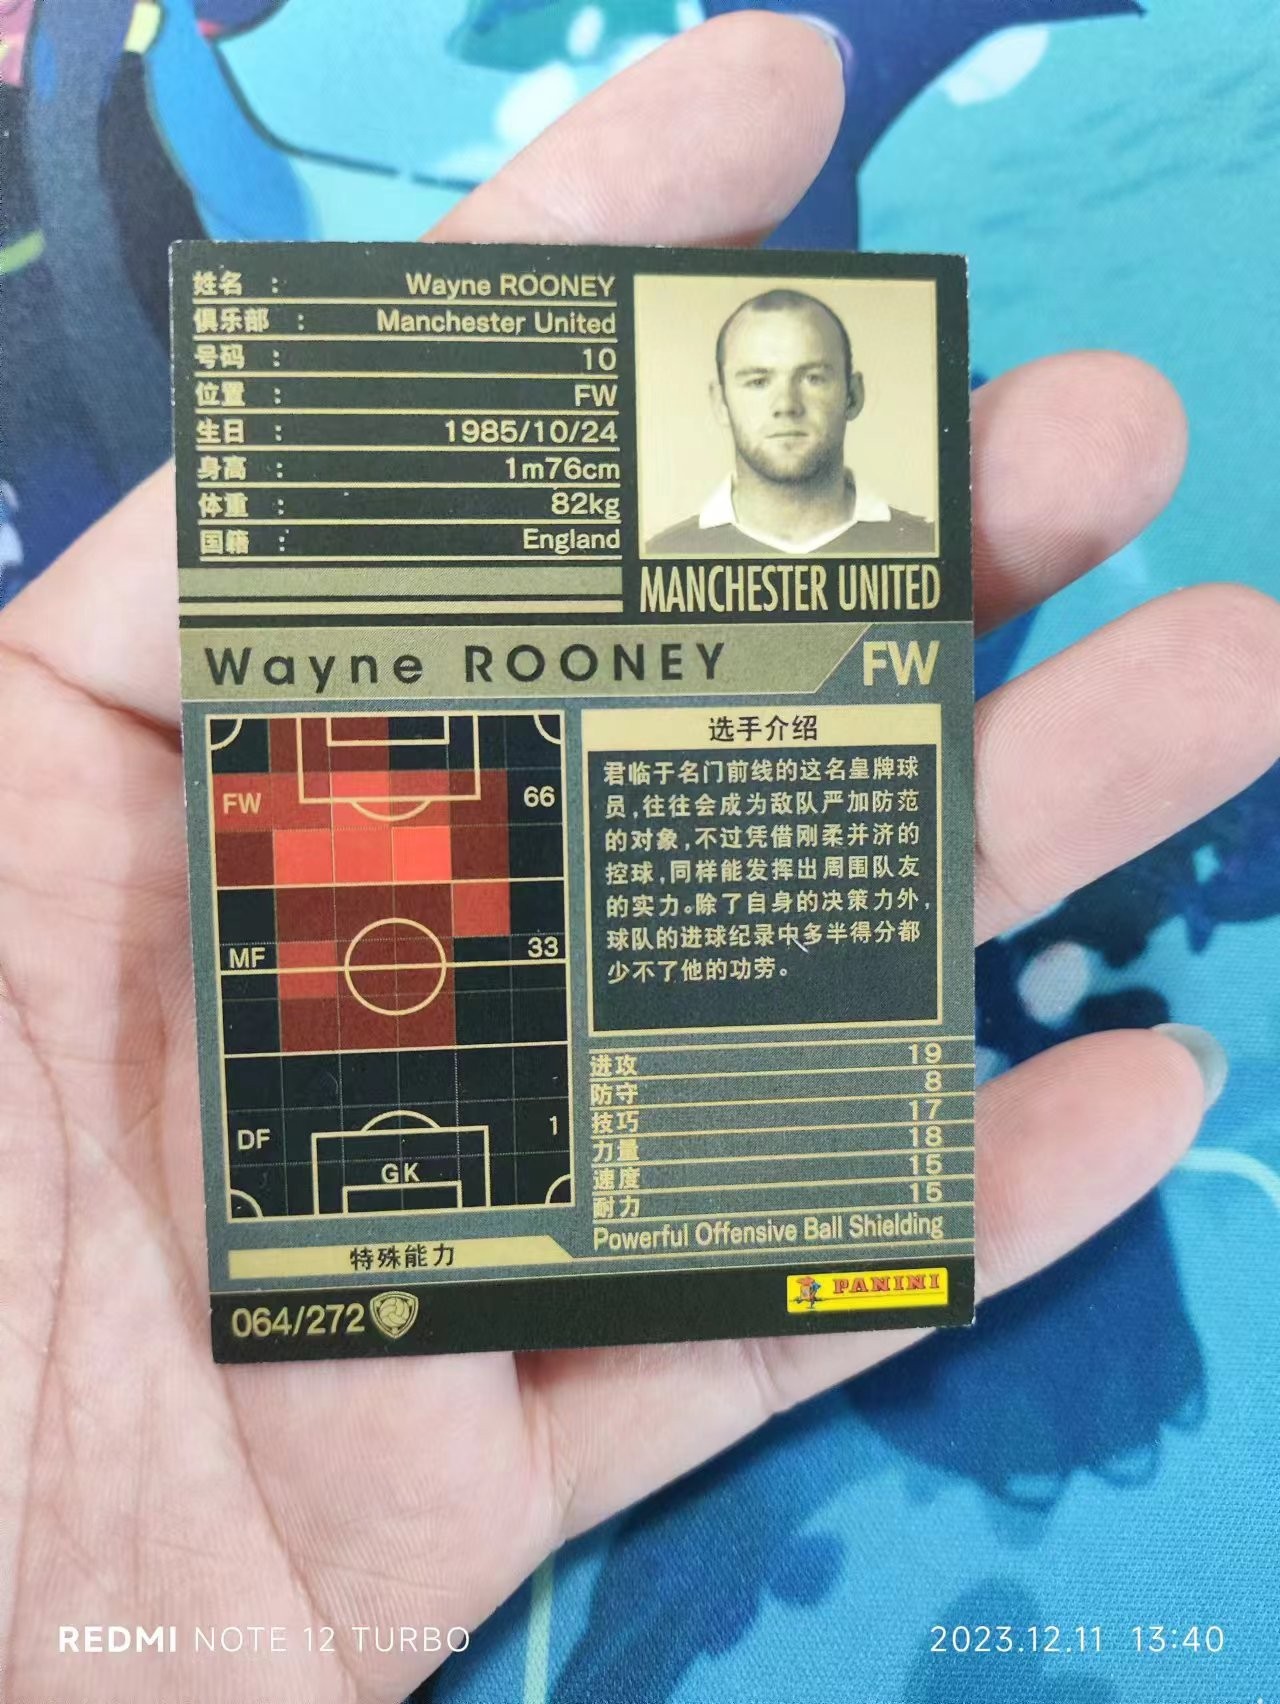 姓名 : Wayne ROONEY
俱乐部 : Manchester United
号码 : 10
位置 : FW
生日 : 1985/10/24
身高 : 1m76cm
体重 : 82kg
国籍 : England
MANCHESTER UNITED
Wayne ROONEY FW
FW 66
MF 33
DF 1
GK
选手介绍
君临于名门前线的这名皇牌球
员,往往会成为敌队严加防范
的对象,不过凭借刚柔并济的
控球,同样能发挥出周围队友
的实力。除了自身的决策力外,
球队的进球纪录中多半得分都
少不了他的功劳。
进攻 19
防守 8
技巧 17
力量 18
速度 15
耐力 15
特殊能力 Powerful Offensive Ball Shielding
064/272
PANINI
REDMI NOTE 12 TURBO
2023.12.11 13:40